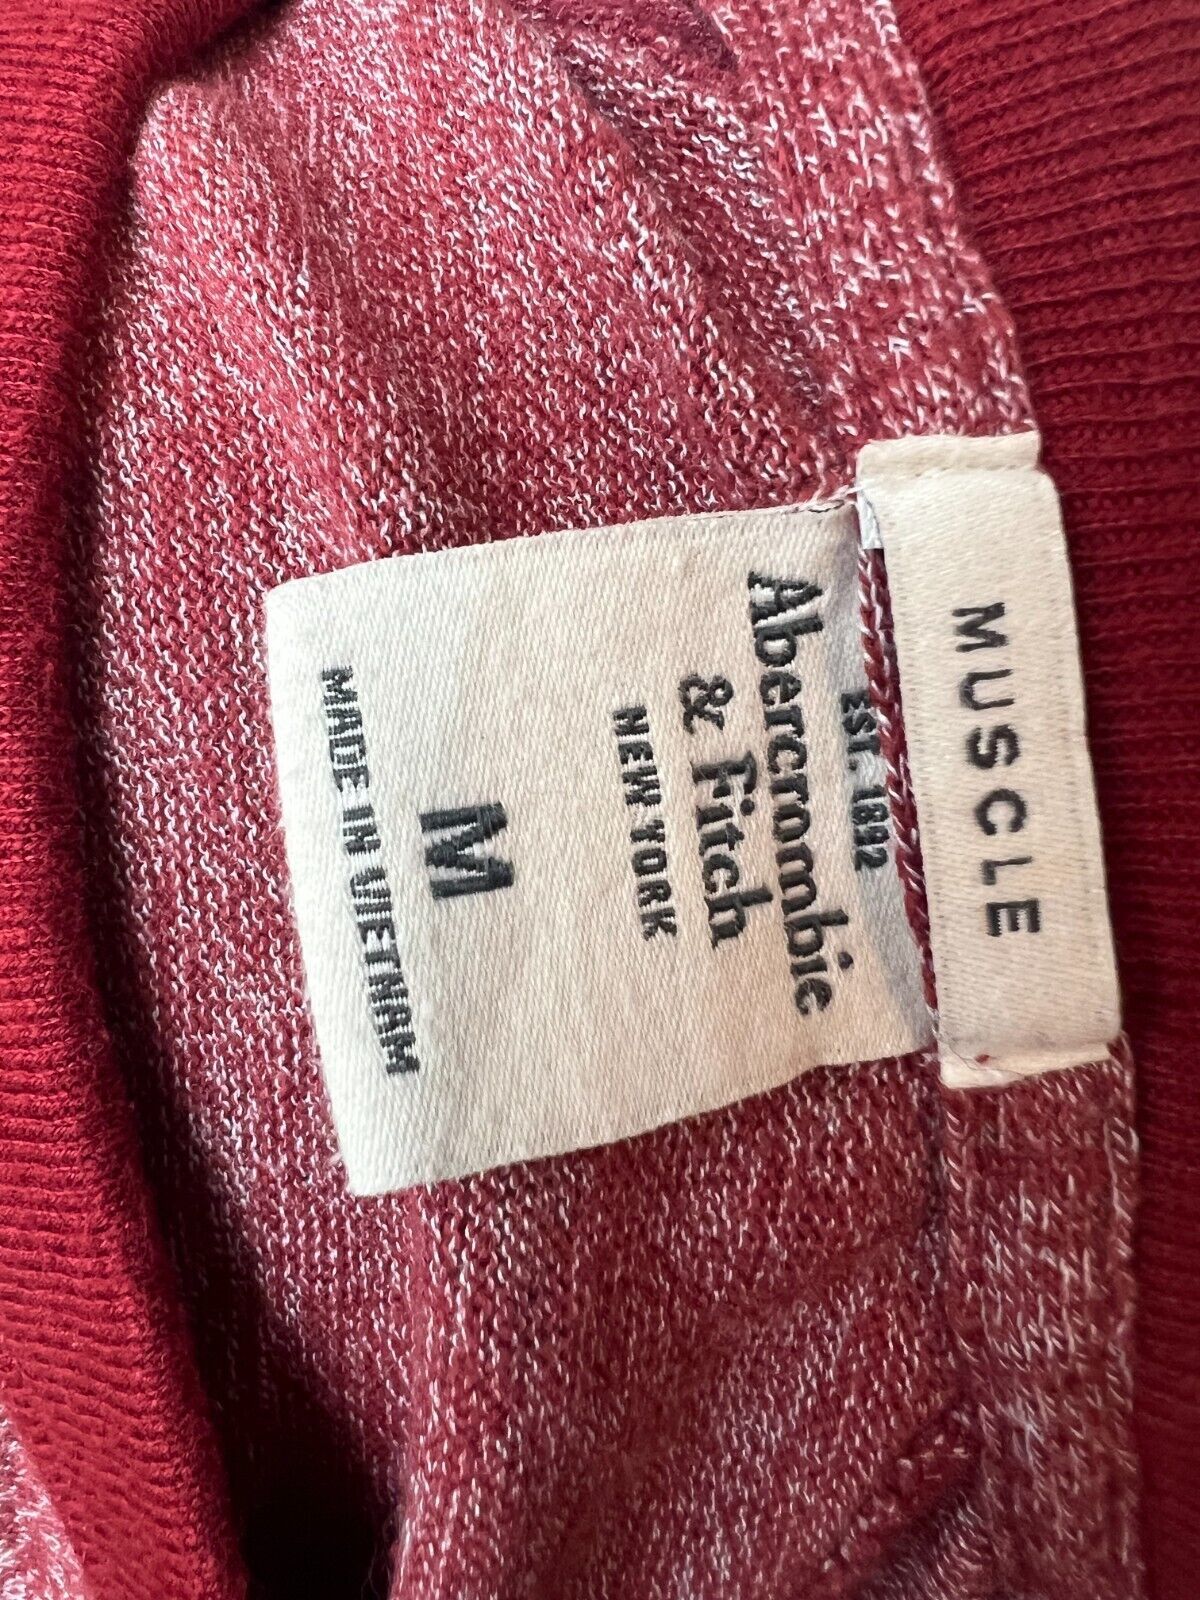 MUSCLE
EST. 1892
Abercrombie
& Fitch
NEW YORK
M
MADE IN VIETNAM